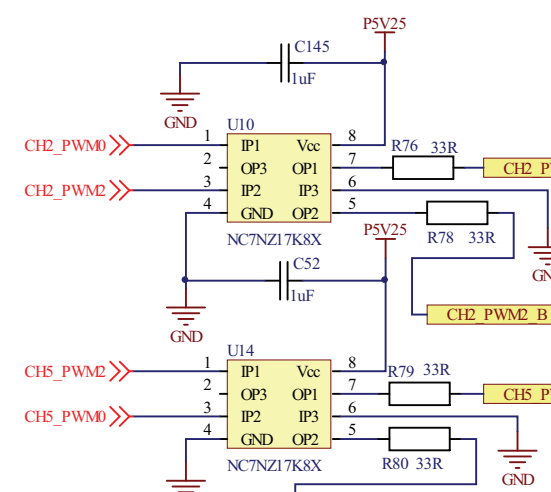 P5V25
C145
1uF
GND
U10
CH2_PWM0
1 IP1 Vcc 8
R76 33R
2 OP3 OP1 7
CH2_P
CH2_PWM2
3 IP2 IP3 6
4 GND OP2 5
NC7NZ17K8X
P5V25
R78 33R
C52
1uF
GN
CH2_PWM2_B
GND
U14
CH5_PWM2
1 IP1 Vcc 8
R79 33R
2 OP3 OP1 7
CH5_P
CH5_PWM0
3 IP2 IP3 6
4 GND OP2 5
NC7NZ17K8X
R80 33R
GND